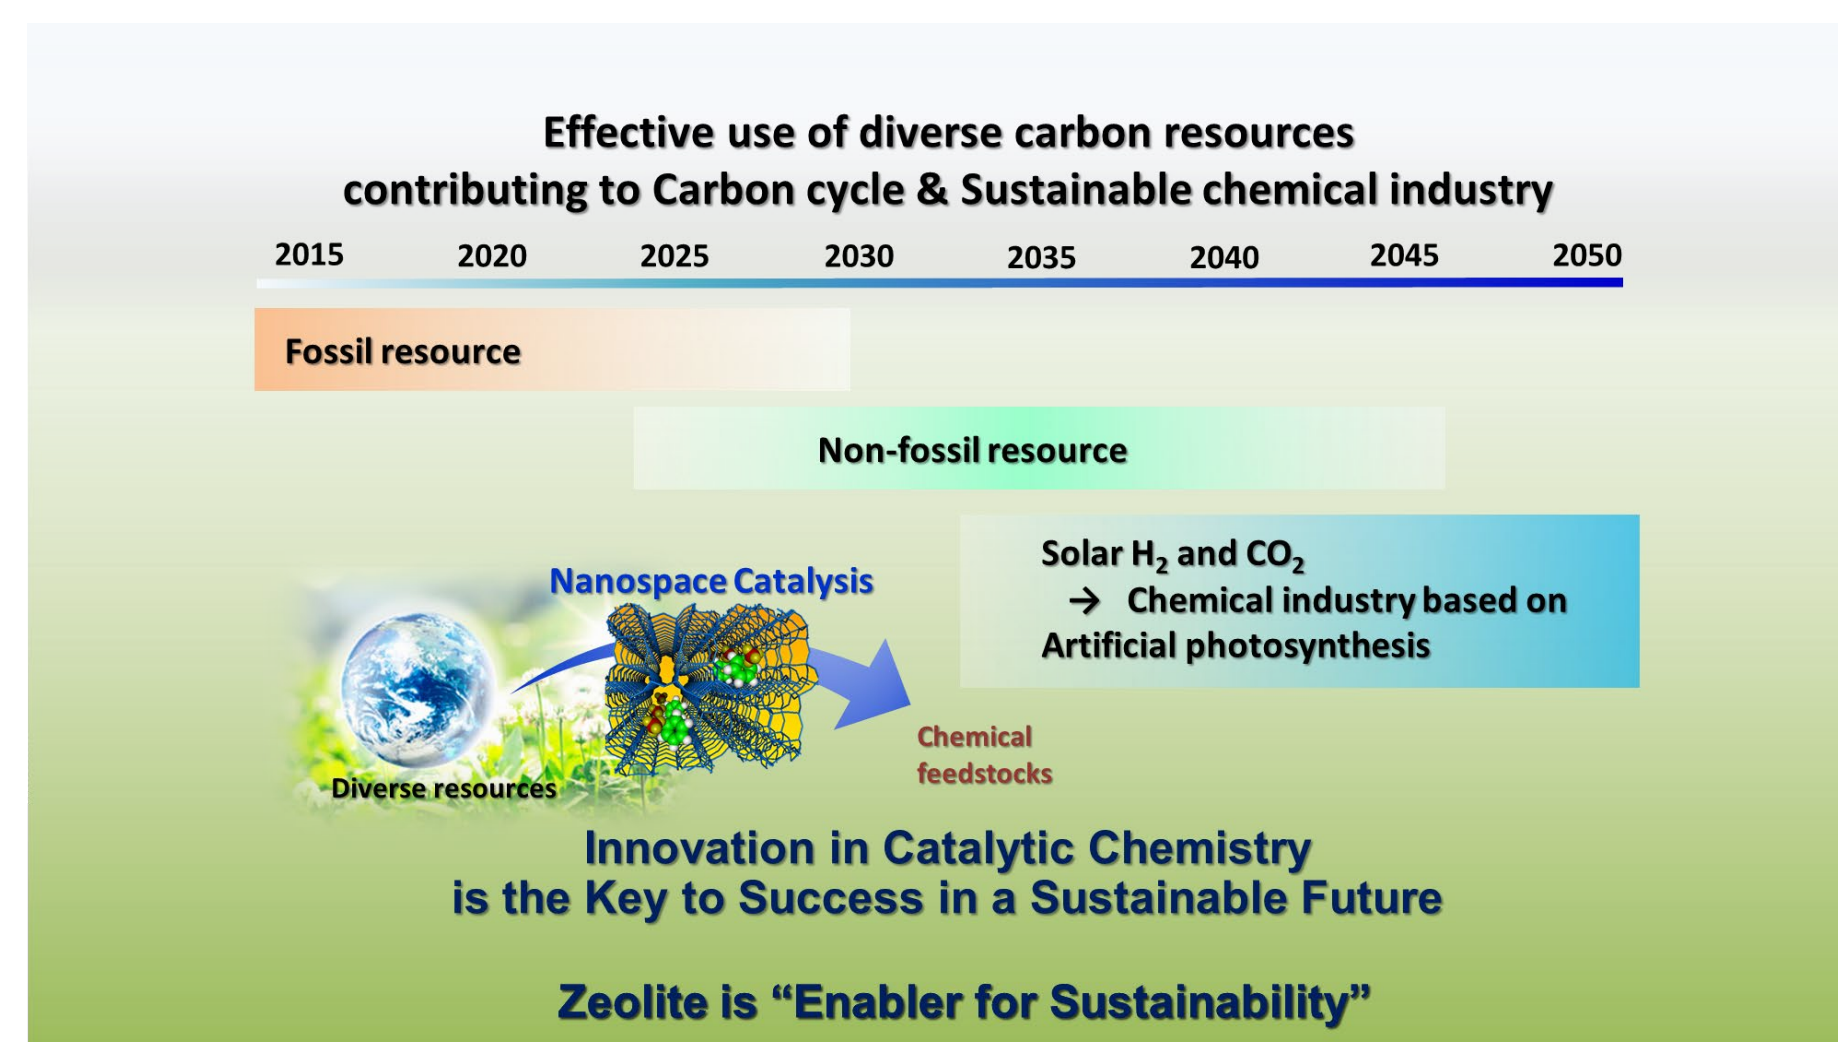 Effective use of diverse carbon resources
contributing to Carbon cycle & Sustainable chemical industry
2015 2020 2025 2030 2035 2040 2045 2050
Fossil resource
Non-fossil resource
Solar H₂ and CO₂
→ Chemical industry based on
Artificial photosynthesis
Nanospace Catalysis
Diverse resources
Chemical
feedstocks
Innovation in Catalytic Chemistry
is the Key to Success in a Sustainable Future
Zeolite is “Enabler for Sustainability”